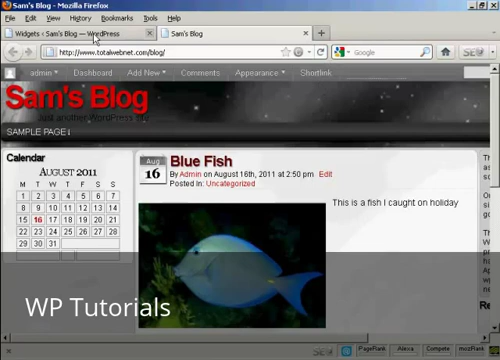 Sam's Blog - Mozilla Firefox
File Edit View History Bookmarks Tools Help
Widgets ‹ Sam's Blog — WordPress
Sam's Blog
http://www.totalwebnet.com/blog/
Google
SEO
admin Dashboard Add New Comments Appearance Shortlink
Sam's Blog
Just another WordPress site
SAMPLE PAGE↓
Calendar
August 2011
M T W T F S S
1 2 3 4 5 6 7
8 9 10 11 12 13 14
15 16 17 18 19 20 21
22 23 24 25 26 27 28
29 30 31
Aug
16
Blue Fish
By Admin on August 16th, 2011 at 2:50 pm Edit
Posted In: Uncategorized
This is a fish I caught on holiday
WP Tutorials
SEO PageRank Alexa Compete mozRank